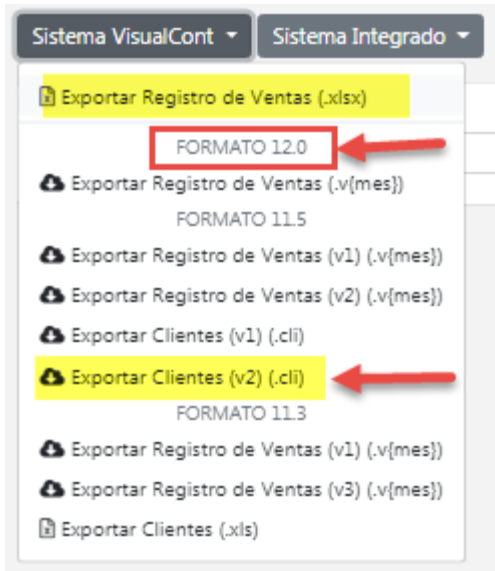 Sistema VisualCont
Sistema Integrado
Exportar Registro de Ventas (.xlsx)
FORMATO 12.0
Exportar Registro de Ventas (.v{mes})
FORMATO 11.5
Exportar Registro de Ventas (v1) (.v{mes})
Exportar Registro de Ventas (v2) (.v{mes})
Exportar Clientes (v1) (.cli)
Exportar Clientes (v2) (.cli)
FORMATO 11.3
Exportar Registro de Ventas (v1) (.v{mes})
Exportar Registro de Ventas (v3) (.v{mes})
Exportar Clientes (.xls)